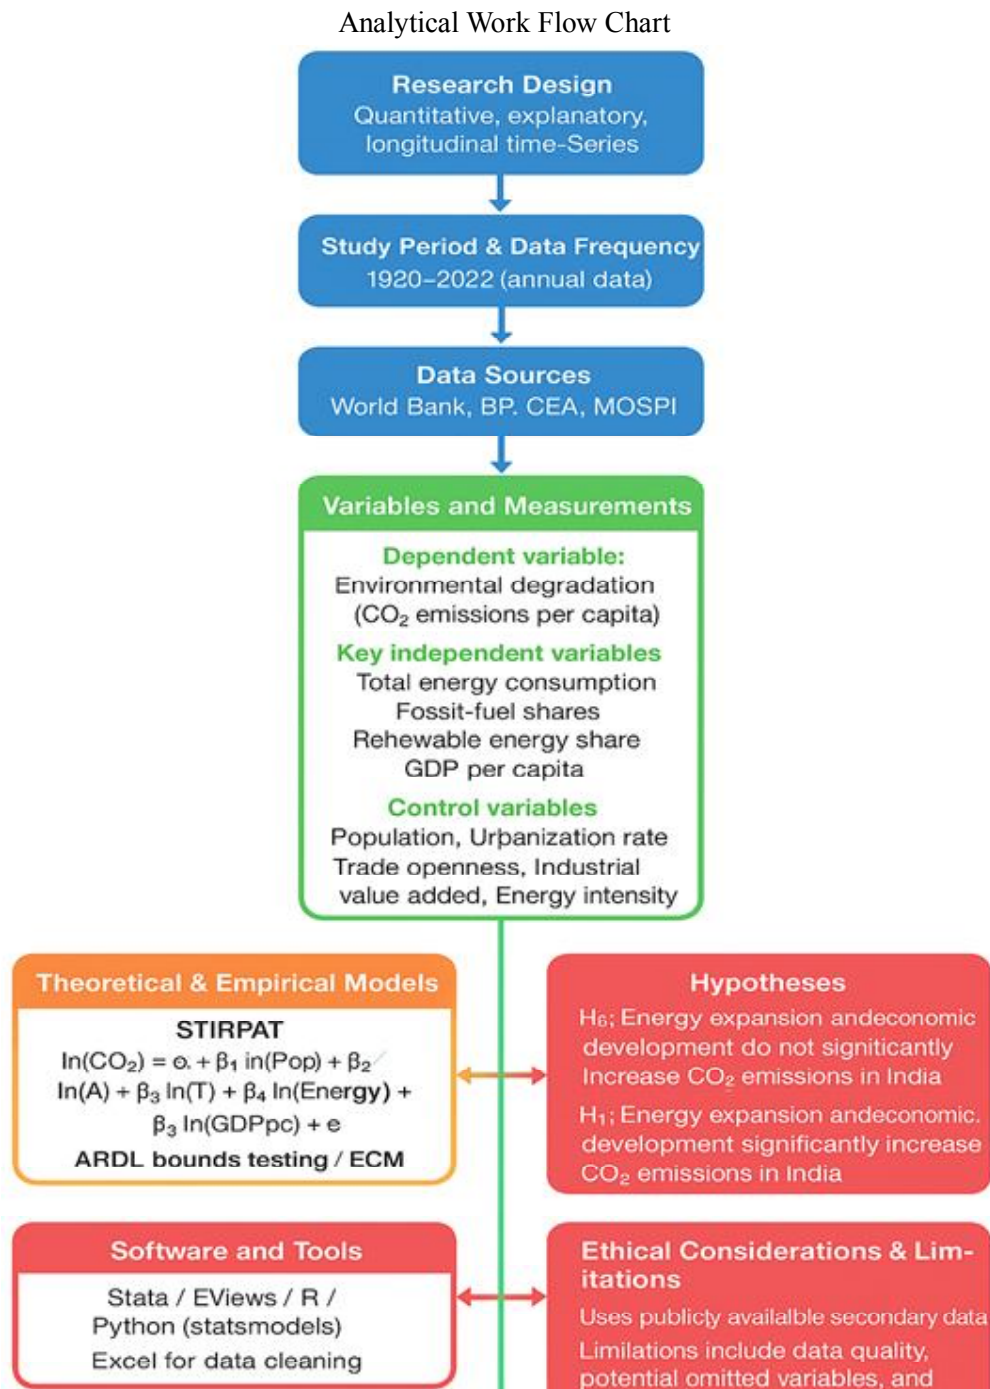 Analytical Work Flow Chart
Research Design
Quantitative, explanatory,
longitudinal time-Series
Study Period & Data Frequency
1920–2022 (annual data)
Data Sources
World Bank, BP. CEA, MOSPI
Variables and Measurements
Dependent variable:
Environmental degradation
(CO₂ emissions per capita)
Key independent variables
Total energy consumption
Fossit-fuel shares
Rehewable energy share
GDP per capita
Control variables
Population, Urbanization rate
Trade openness, Industrial
value added, Energy intensity
Theoretical & Empirical Models
STIRPAT
ln(CO₂) = ο. + β₁ in(Pop) + β₂⁄
ln(A) + β₃ ln(T) + β₄ ln(Energy) +
β₃ ln(GDPpc) + e
ARDL bounds testing / ECM
Hypotheses
H₆; Energy expansion andeconomic
development do not signiticantly
Increase CO₂ emissions in India
H₁; Energy expansion andeconomic.
development significantly increase
CO₂ emissions in India
Software and Tools
Stata / EViews / R /
Python (statsmodels)
Excel for data cleaning
Ethical Considerations & Lim-
itations
Uses publicty availalble secondary data
Limilations include data quality,
potential omitted variables, and